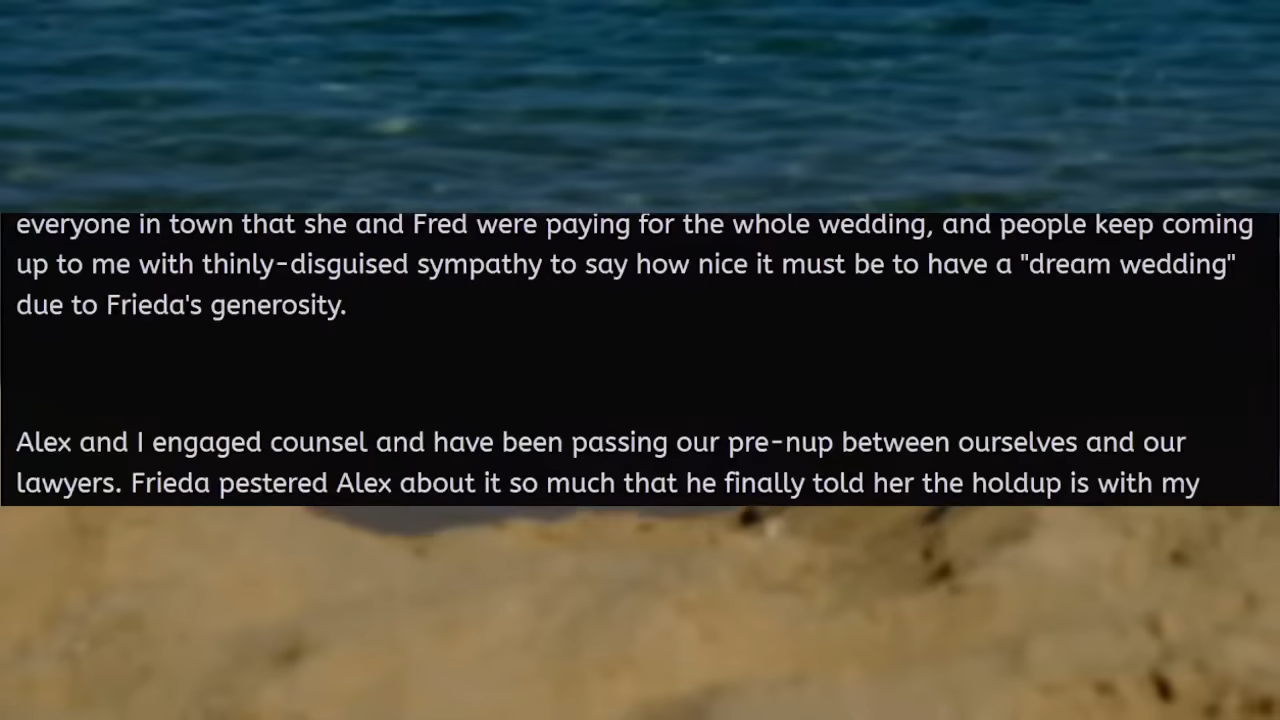 everyone in town that she and Fred were paying for the whole wedding, and people keep coming
up to me with thinly-disguised sympathy to say how nice it must be to have a "dream wedding"
due to Frieda's generosity.
Alex and I engaged counsel and have been passing our pre-nup between ourselves and our
lawyers. Frieda pestered Alex about it so much that he finally told her the holdup is with my